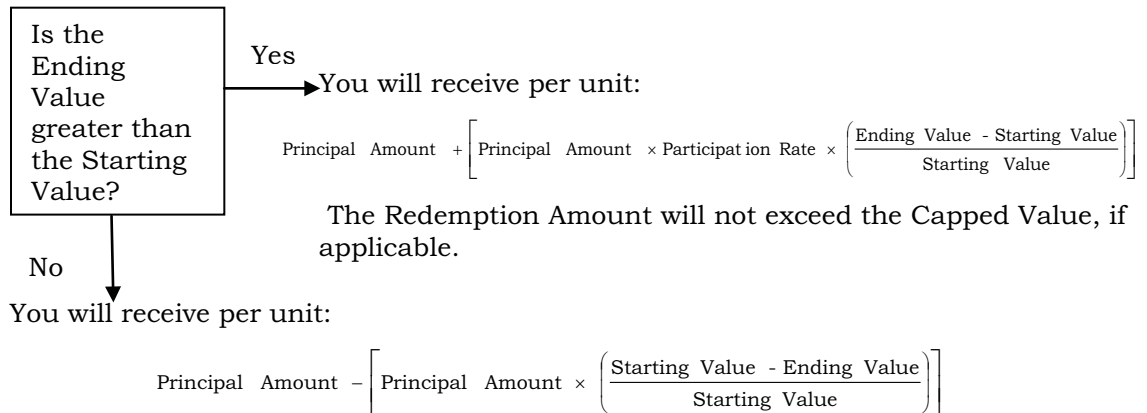 Is the
Ending
Value
greater than
the Starting
Value?
Yes
You will receive per unit:
Principal Amount + [Principal Amount × Participat ion Rate × (Ending Value - Starting Value / Starting Value)]
The Redemption Amount will not exceed the Capped Value, if
applicable.
No
You will receive per unit:
Principal Amount − [Principal Amount × (Starting Value - Ending Value / Starting Value)]